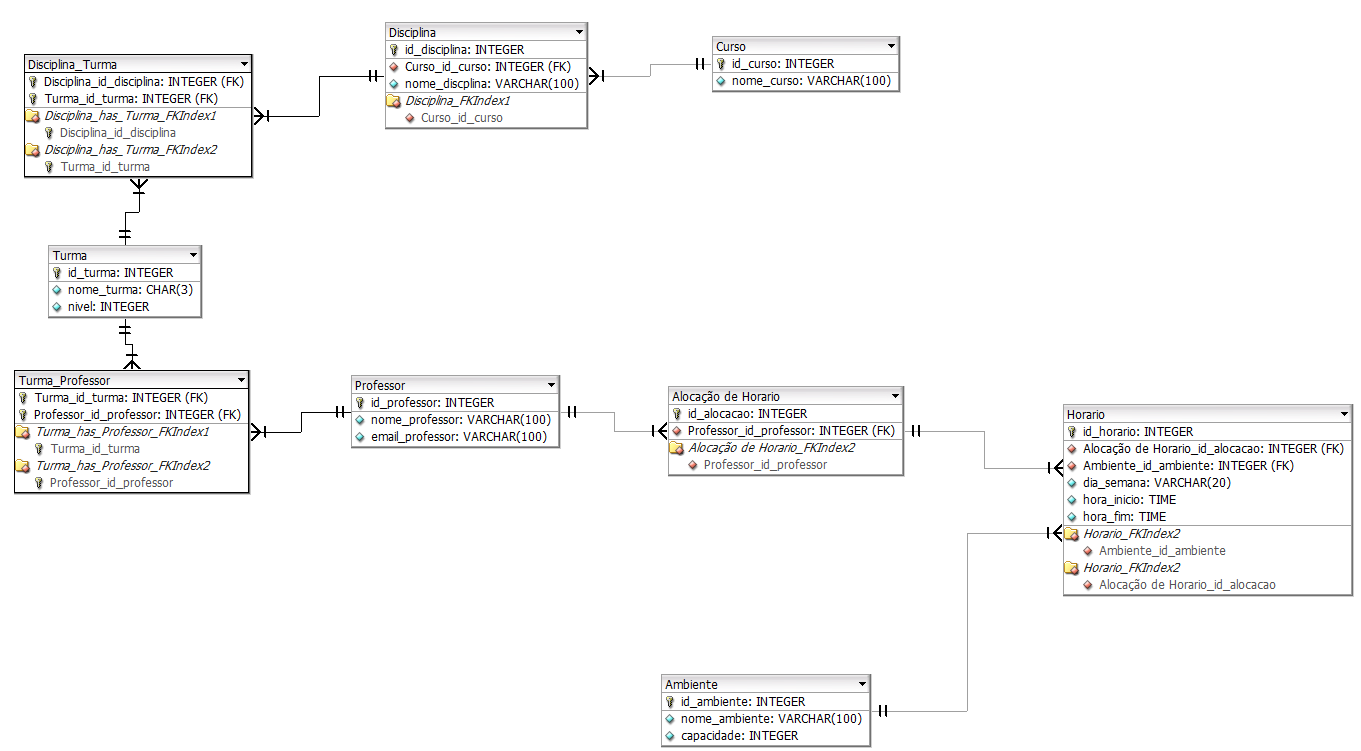 Disciplina
id_disciplina: INTEGER
Curso_id_curso: INTEGER (FK)
nome_discplina: VARCHAR(100)
Disciplina_FKIndex1
Curso_id_curso
Curso
id_curso: INTEGER
nome_curso: VARCHAR(100)
Disciplina_Turma
Disciplina_id_disciplina: INTEGER (FK)
Turma_id_turma: INTEGER (FK)
Disciplina_has_Turma_FKIndex1
Disciplina_id_disciplina
Disciplina_has_Turma_FKIndex2
Turma_id_turma
Turma
id_turma: INTEGER
nome_turma: CHAR(3)
nivel: INTEGER
Turma_Professor
Turma_id_turma: INTEGER (FK)
Professor_id_professor: INTEGER (FK)
Turma_has_Professor_FKIndex1
Turma_id_turma
Turma_has_Professor_FKIndex2
Professor_id_professor
Professor
id_professor: INTEGER
nome_professor: VARCHAR(100)
email_professor: VARCHAR(100)
Alocação de Horario
id_alocacao: INTEGER
Professor_id_professor: INTEGER (FK)
Alocação de Horario_FKIndex2
Professor_id_professor
Horario
id_horario: INTEGER
Alocação de Horario_id_alocacao: INTEGER (FK)
Ambiente_id_ambiente: INTEGER (FK)
dia_semana: VARCHAR(20)
hora_inicio: TIME
hora_fim: TIME
Horario_FKIndex2
Ambiente_id_ambiente
Horario_FKIndex2
Alocação de Horario_id_alocacao
Ambiente
id_ambiente: INTEGER
nome_ambiente: VARCHAR(100)
capacidade: INTEGER